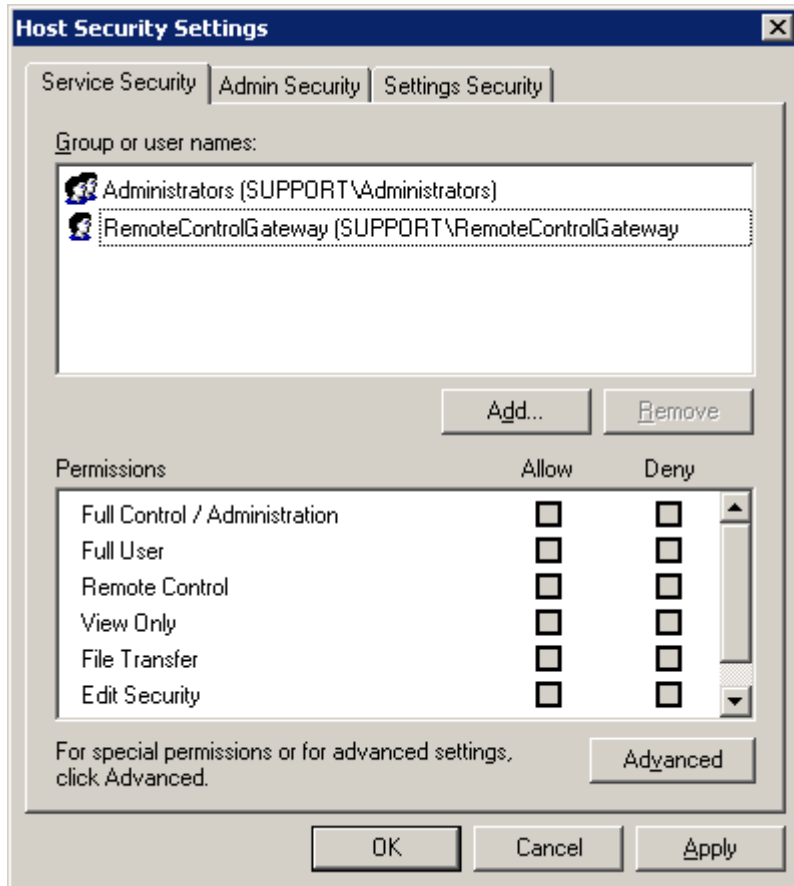 Host Security Settings
Service Security Admin Security Settings Security
Group or user names:
Administrators (SUPPORT\Administrators)
RemoteControlGateway (SUPPORT\RemoteControlGateway
Add... Remove
Permissions Allow Deny
Full Control / Administration
Full User
Remote Control
View Only
File Transfer
Edit Security
For special permissions or for advanced settings,
click Advanced.
Advanced
OK Cancel Apply